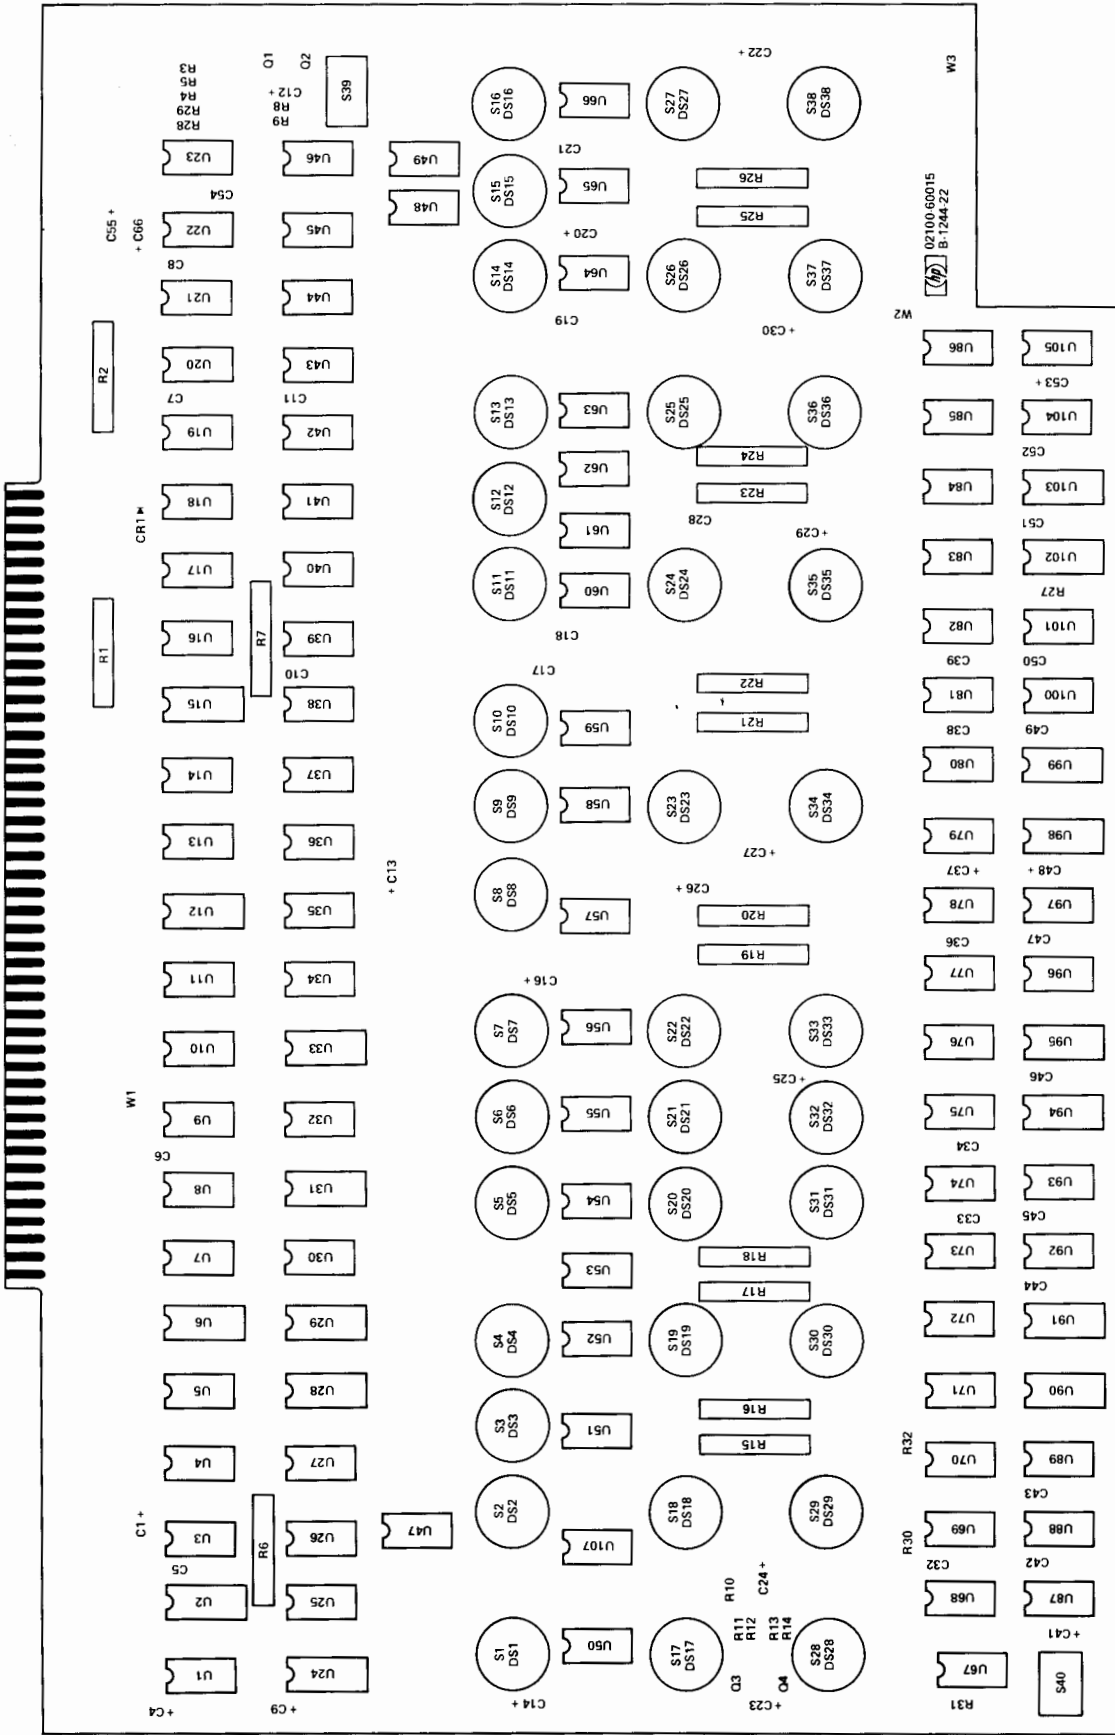 R3
R5
R4
R29
R28
Q1
Q2
C12 +
R8
R9
S39
C22 +
W3
S16
DS16
U66
S27
DS27
S38
DS38
U23
U46
U49
C21
C54
U48
S15
DS15
U65
R26
R25
02100-60015
B-1244-22
hp
C55 +
+ C66
U22
U45
C20 +
C8
U21
U44
S14
DS14
U64
S26
DS26
S37
DS37
C19
C30 +
W2
R2
U20
U43
U86
U105
C53 +
C7
C11
U19
U42
S13
DS13
U63
S25
DS25
S36
DS36
U85
U104
R24
C52
U62
R23
CR1
U18
U41
S12
DS12
U84
U103
C28
C29 +
C51
U61
U17
U40
S11
DS11
U60
S24
DS24
S35
DS35
U83
U102
R27
R1
U16
R7
U39
C18
U82
U101
C39
C50
C10
C17
R22
U15
U38
S10
DS10
U59
R21
U81
U100
C38
C49
U14
U37
S9
DS9
U58
S23
DS23
S34
DS34
U80
U99
U13
U36
C27 +
U79
U98
+ C13
C37 +
C48 +
S8
DS8
U57
C26 +
R20
U12
U35
U78
U97
R19
C36
C47
U11
U34
C16 +
U77
U96
S7
DS7
U56
S22
DS22
S33
DS33
U10
U33
U76
U95
C25 +
C46
W1
U9
U32
S6
DS6
U55
S21
DS21
S32
DS32
U75
U94
C6
C34
U8
U31
S5
DS5
U54
S20
DS20
S31
DS31
U74
U93
C33
C45
U7
U30
U53
R18
U73
U92
R17
C44
U6
U29
S4
DS4
U52
S19
DS19
S30
DS30
U72
U91
U5
U28
S3
DS3
U51
R16
R15
U71
U90
R32
U4
U27
U70
U89
C43
C1 +
U3
R6
U26
U47
S2
DS2
U107
S18
DS18
S29
DS29
R30
U69
U88
C5
C32
C42
U2
U25
R10
C24 +
U68
U87
R11
R12
R13
R14
C41 +
U1
U24
S1
DS1
U50
S17
DS17
Q3
Q4
S28
DS28
U67
S40
C4 +
C9 +
C14 +
C23 +
R31